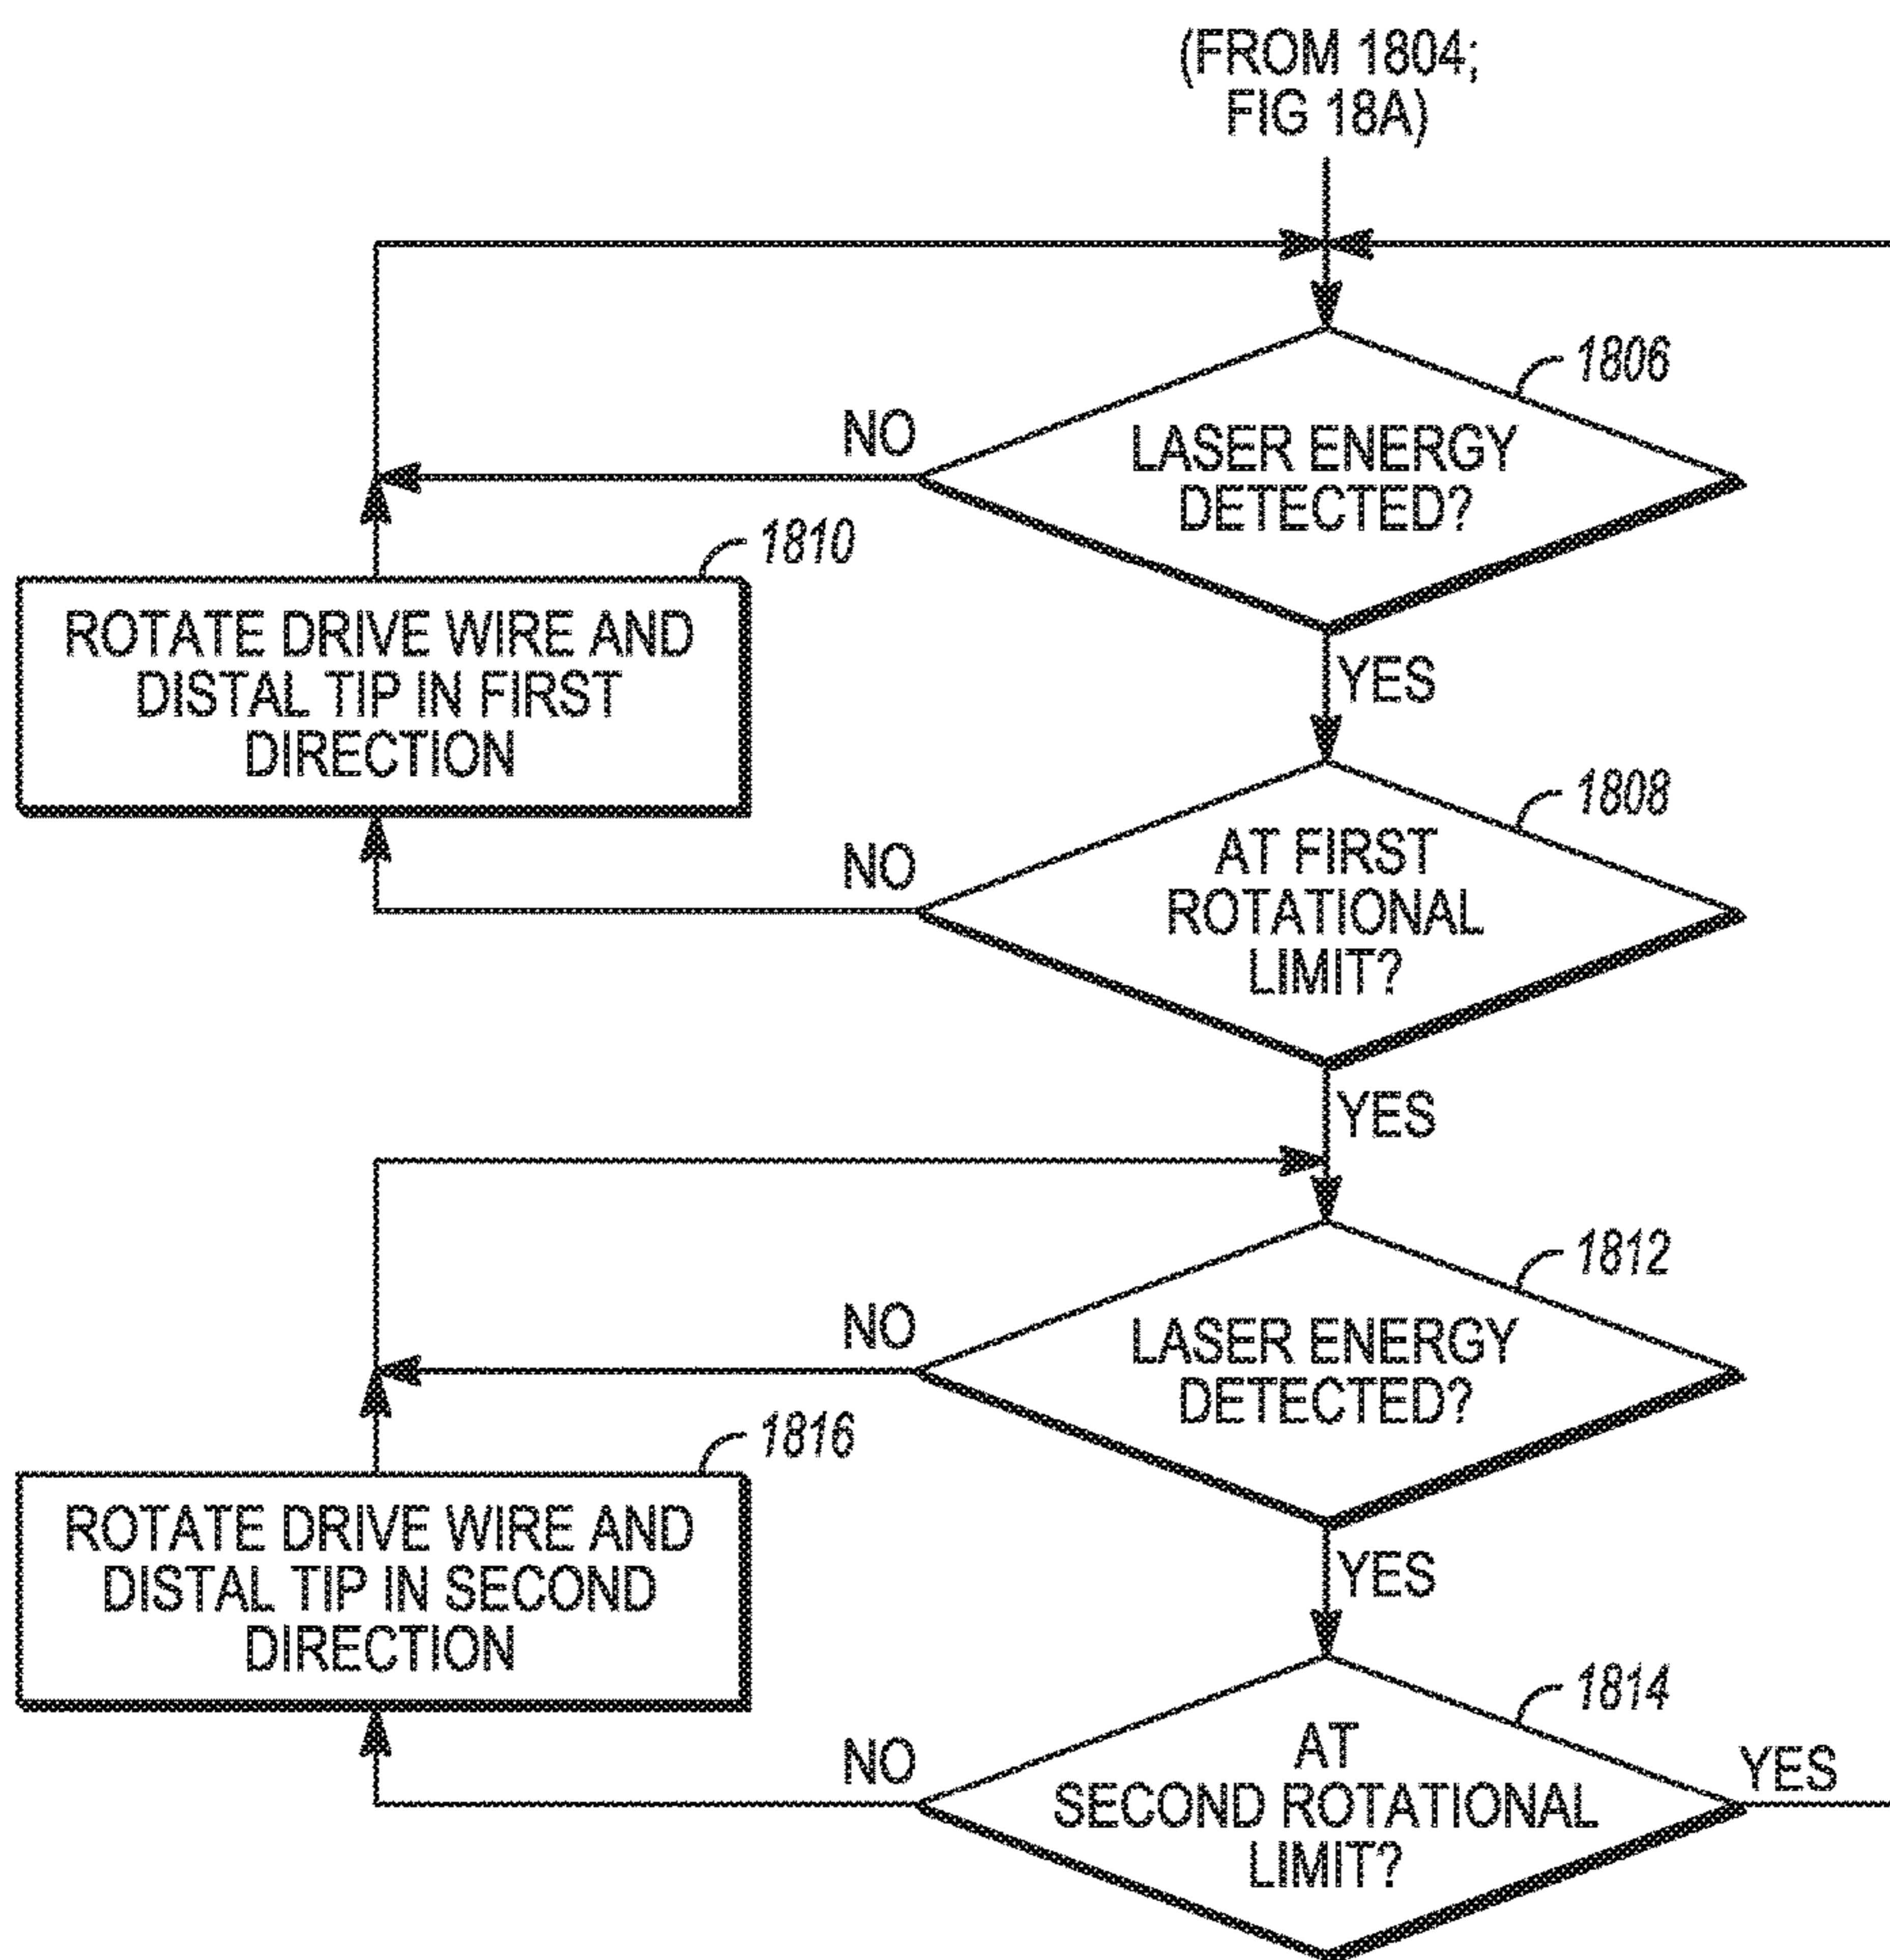 (FROM 1804;
FIG 18A)
1806
NO
LASER ENERGY
DETECTED?
1810
YES
ROTATE DRIVE WIRE AND
DISTAL TIP IN FIRST
DIRECTION
1808
NO
AT FIRST
ROTATIONAL
LIMIT?
YES
1812
NO
LASER ENERGY
DETECTED?
1816
YES
ROTATE DRIVE WIRE AND
DISTAL TIP IN SECOND
DIRECTION
1814
NO
AT
SECOND ROTATIONAL
LIMIT?
YES